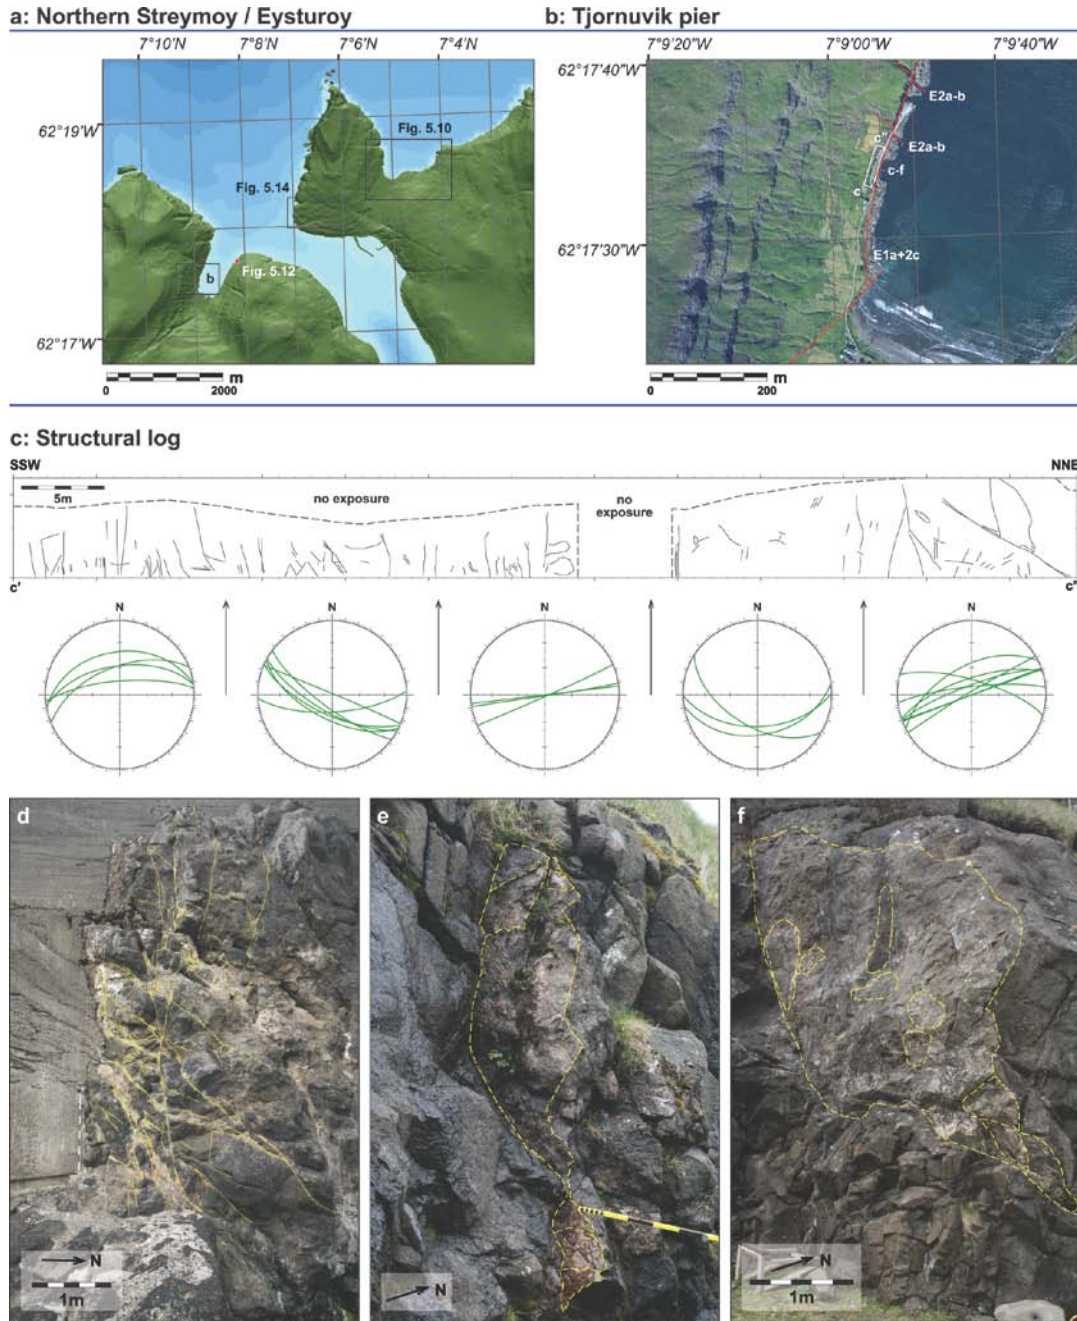 a: Northern Streymoy / Eysturoy
b: Tjornuvik pier
7°10'N 7°8'N 7°6'N 7°4'N
7°9'20"W 7°9'00"W 7°9'40"W
62°19'W
62°17'W
Fig. 5.10
Fig. 5.14
Fig. 5.12
b
0 2000 m
62°17'40"W
62°17'30"W
E2a-b
E2a-b
c"
c-f
c'
E1a+2c
0 200 m
c: Structural log
SSW NNE
5m
no exposure
no
exposure
c' c"
N N N N N
d
N
1m
e
N
f
N
1m